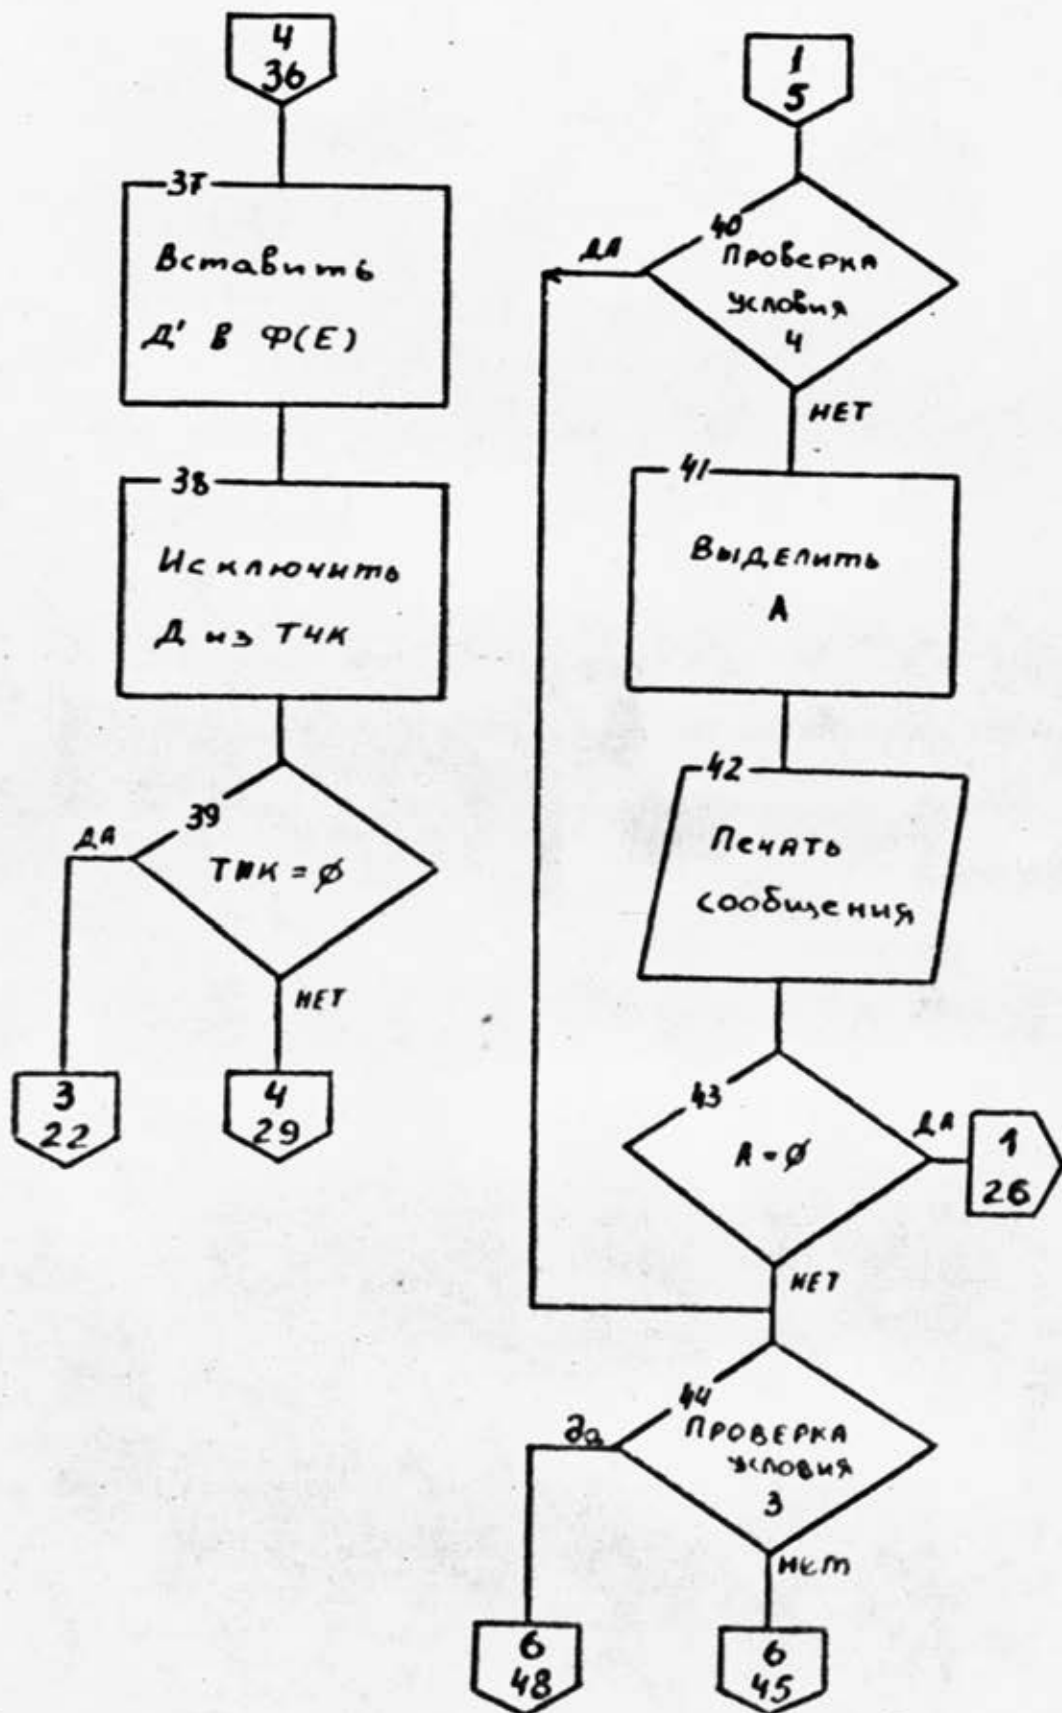 4
36
37
Вставить
Д' в Ф(Е)
38
Исключить
Д из ТЧК
39
ДА
ТЧК = ∅
НЕТ
3
22
4
29
1
5
40
ДА
Проверка
условия
4
НЕТ
41
Выделить
А
42
Печать
сообщения
43
А = ∅
ДА
1
26
НЕТ
44
да
ПРОВЕРКА
условия
3
НЕТ
6
48
6
45